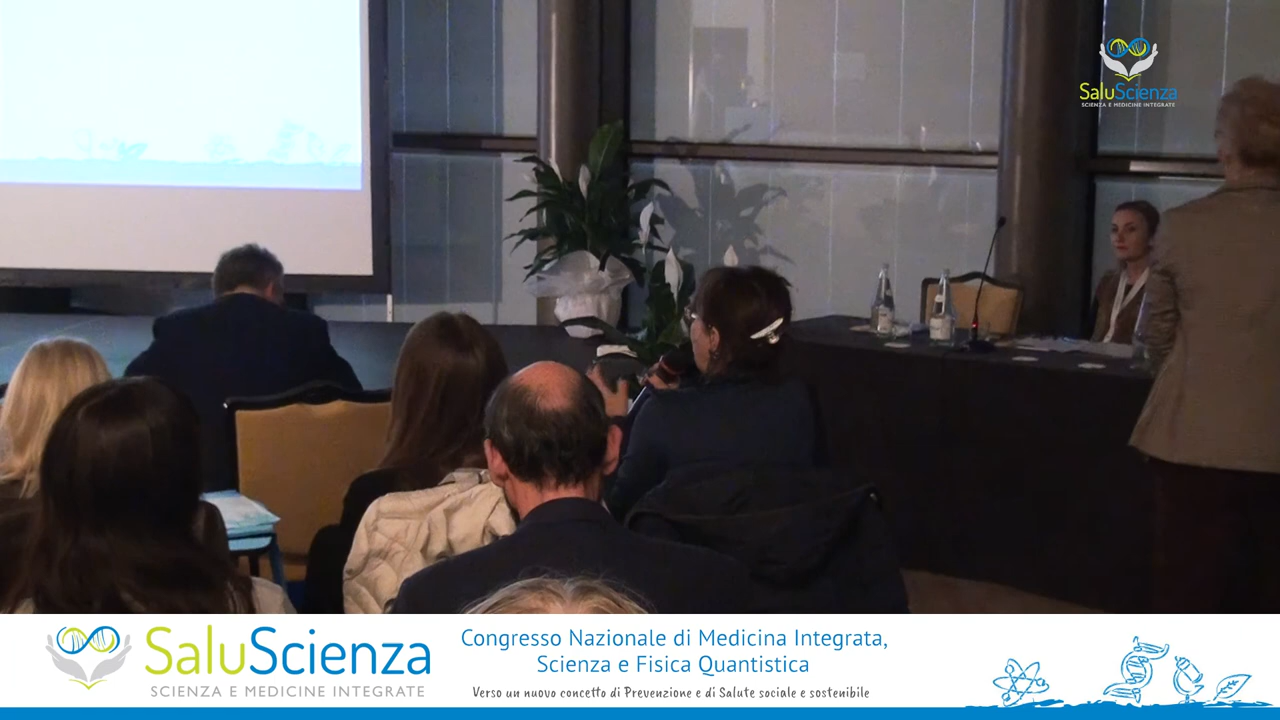 SaluScienza
SCIENZA E MEDICINE INTEGRATE
SaluScienza
SCIENZA E MEDICINE INTEGRATE
Congresso Nazionale di Medicina Integrata,
Scienza e Fisica Quantistica
Verso un nuovo concetto di Prevenzione e di Salute sociale e sostenibile